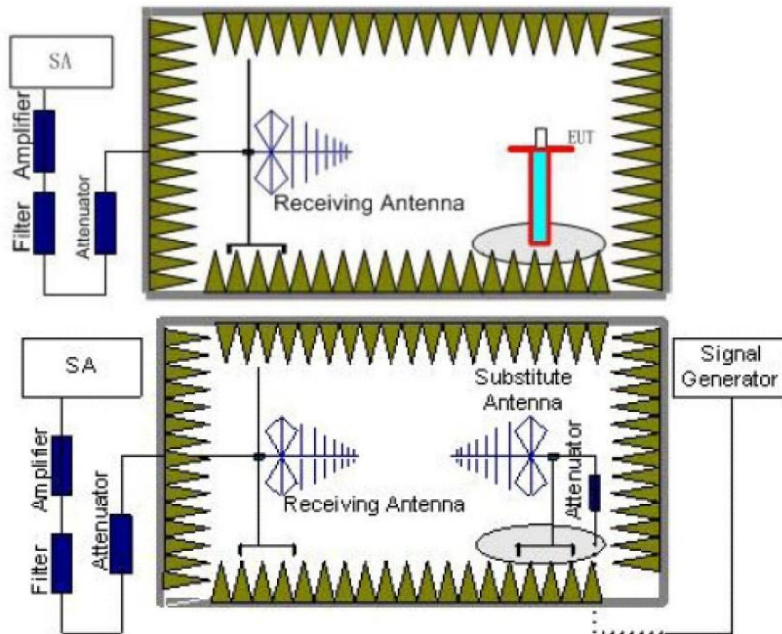 SA
Amplifier
Filter
Attenuator
Receiving Antenna
EUT
SA
Amplifier
Filter
Attenuator
Receiving Antenna
Substitute
Antenna
Attenuator
Signal
Generator